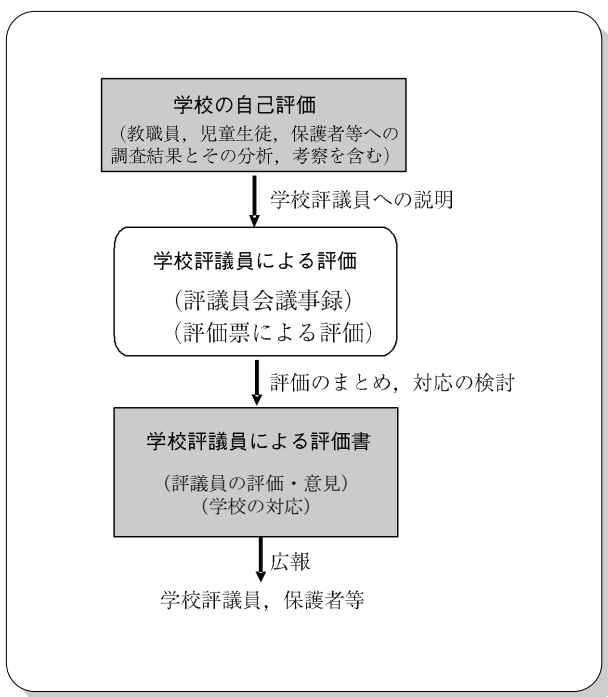 学校の自己評価
（教職員，児童生徒，保護者等への
調査結果とその分析，考察を含む）
学校評議員への説明
学校評議員による評価
（評議員会議事録）
（評価票による評価）
評価のまとめ，対応の検討
学校評議員による評価書
（評議員の評価・意見）
（学校の対応）
広報
学校評議員，保護者等